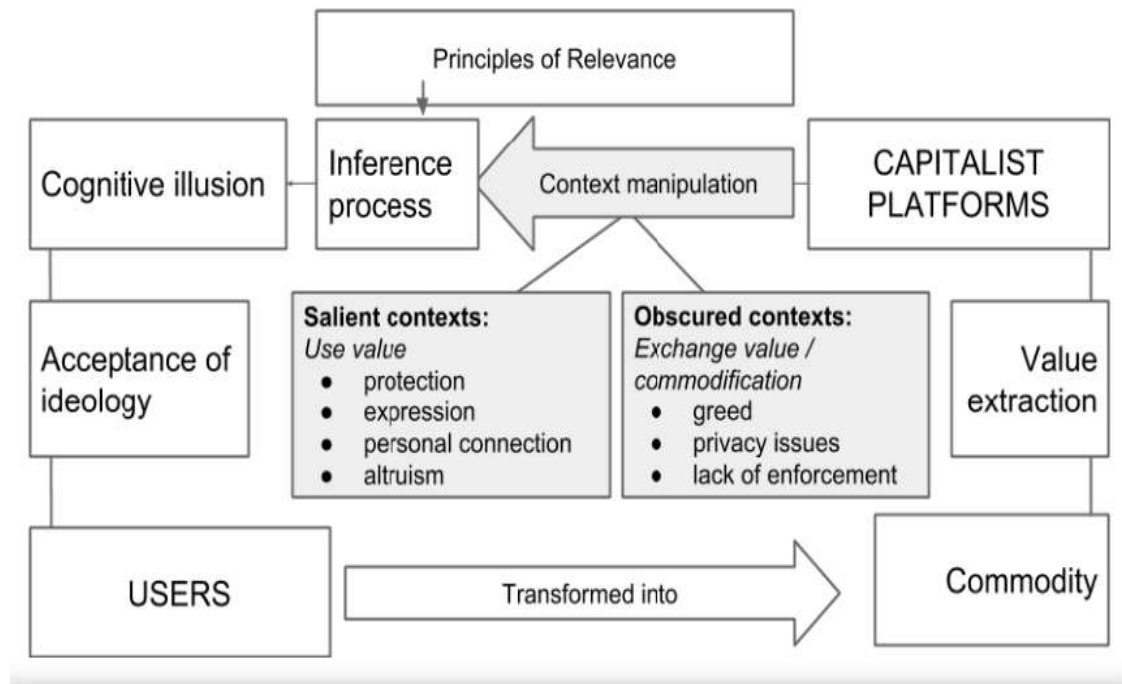 Principles of Relevance
Cognitive illusion
Inference
process
Context manipulation
CAPITALIST
PLATFORMS
Salient contexts:
Use value
● protection
● expression
● personal connection
● altruism
Obscured contexts:
Exchange value /
commodification
● greed
● privacy issues
● lack of enforcement
Acceptance of
ideology
Value
extraction
USERS
Transformed into
Commodity